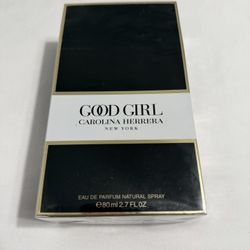 GOOD GIRL
CAROLINA HERRERA
NEW YORK
EAU DE PARFUM NATURAL SPRAY
℮80ml 2.7 FL OZ